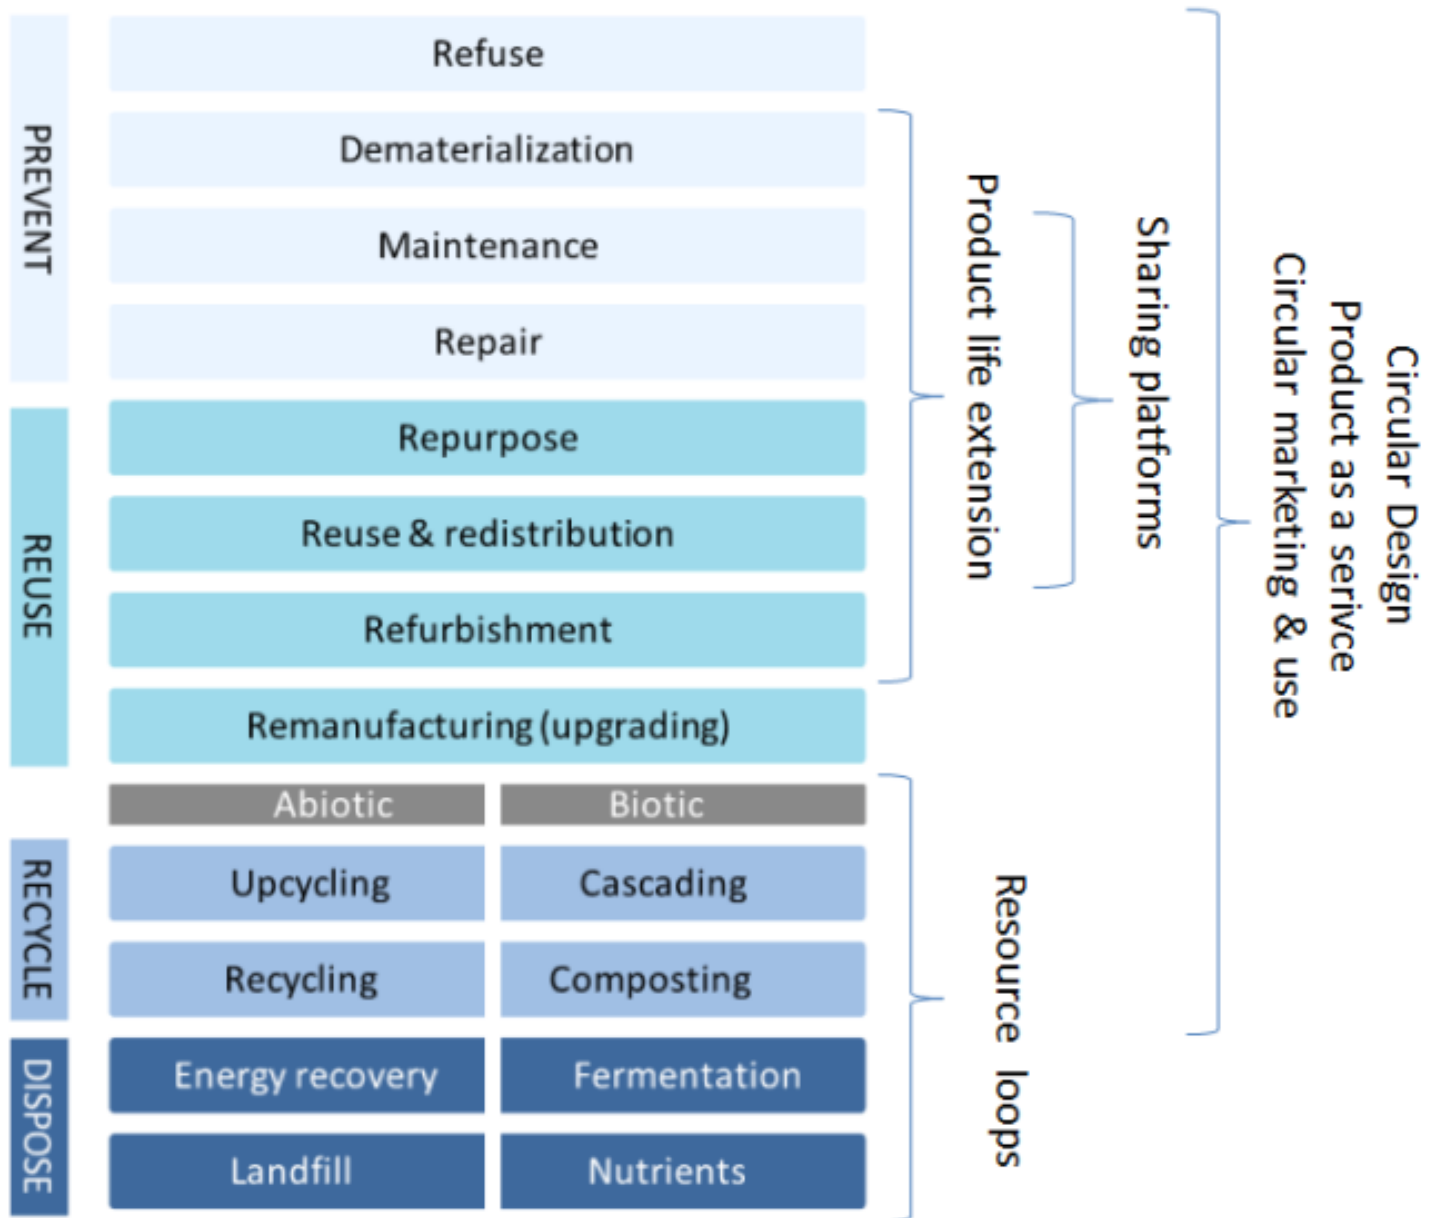 PREVENT
Refuse
Dematerialization
Maintenance
Repair
REUSE
Repurpose
Reuse & redistribution
Refurbishment
Remanufacturing (upgrading)
Abiotic
Biotic
RECYCLE
Upcycling
Cascading
Recycling
Composting
DISPOSE
Energy recovery
Fermentation
Landfill
Nutrients
Product life extension
Sharing platforms
Resource loops
Circular Design
Product as a serivce
Circular marketing & use